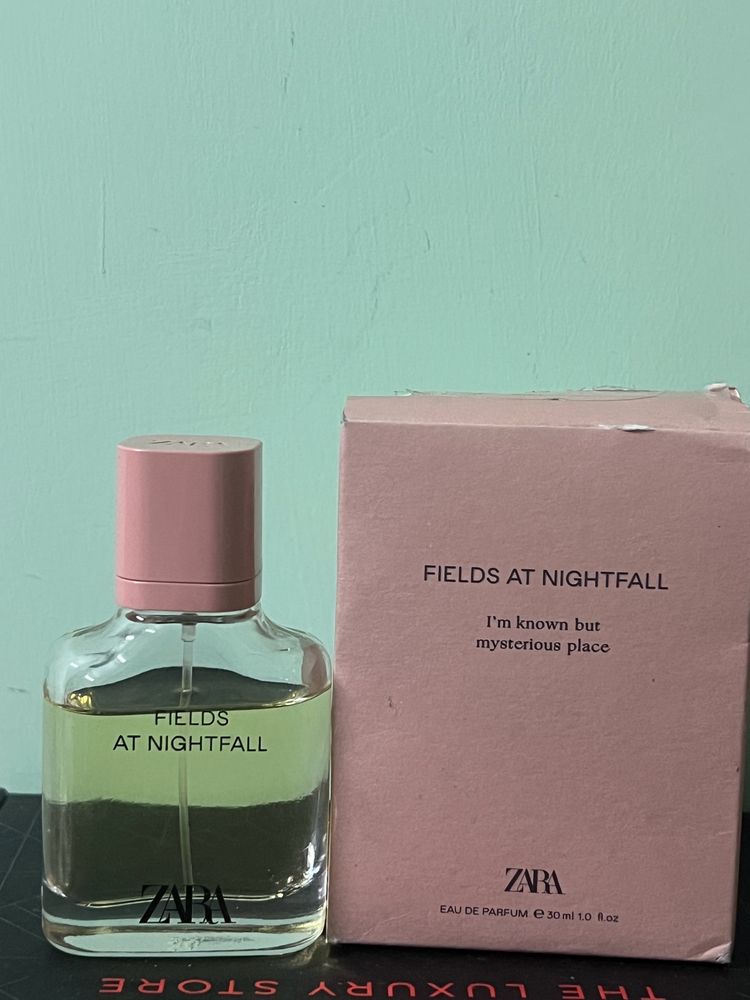 ZARA
FIELDS
AT NIGHTFALL
ZARA
FIELDS AT NIGHTFALL
I'm known but
mysterious place
ZARA
EAU DE PARFUM ℮ 30 ml 1.0 fl.oz
THE LUXURY STORE